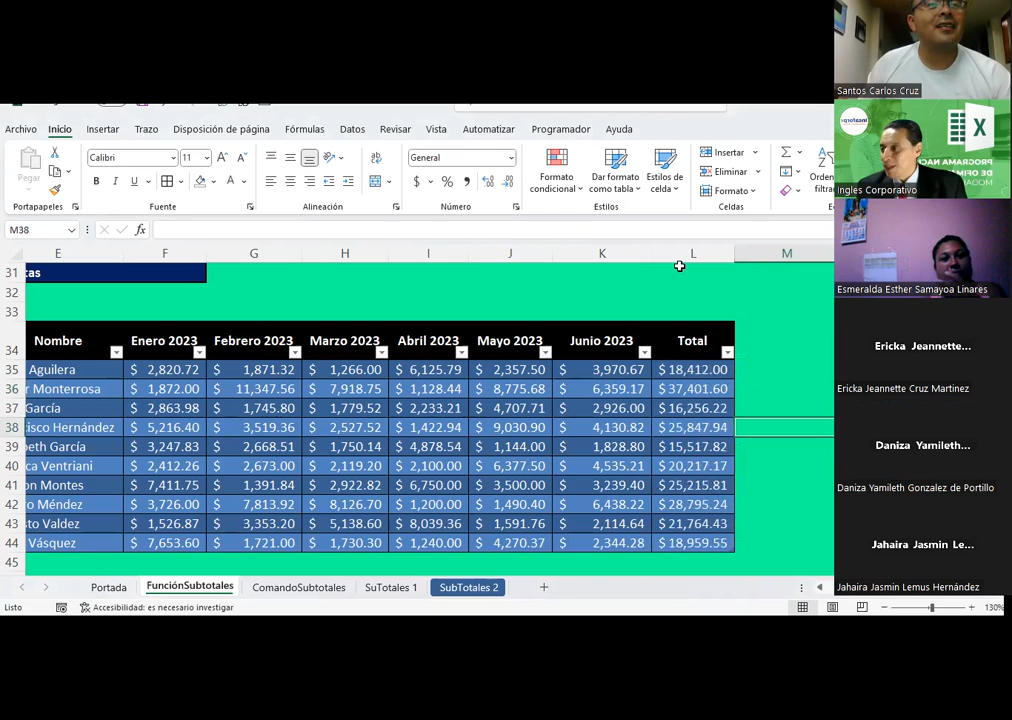 Archivo Inicio Insertar Trazo Disposición de página Fórmulas Datos Revisar Vista Automatizar Programador Ayuda
Pegar
Calibri 11
N K S
General
$ %
Formato condicional
Dar formato como tabla
Estilos de celda
Insertar
Eliminar
Formato
Portapapeles Fuente Alineación Número Estilos Celdas
M38 fx
E F G H I J K L M
31 tas
32
33
34 Nombre Enero 2023 Febrero 2023 Marzo 2023 Abril 2023 Mayo 2023 Junio 2023 Total
35 Aguilera $ 2,820.72 $ 1,871.32 $ 1,266.00 $ 6,125.79 $ 2,357.50 $ 3,970.67 $ 18,412.00
36 r Monterrosa $ 1,872.00 $ 11,347.56 $ 7,918.75 $ 1,128.44 $ 8,775.68 $ 6,359.17 $ 37,401.60
37 García $ 2,863.98 $ 1,745.80 $ 1,779.52 $ 2,233.21 $ 4,707.71 $ 2,926.00 $ 16,256.22
38 cisco Hernández $ 5,216.40 $ 3,519.36 $ 2,527.52 $ 1,422.94 $ 9,030.90 $ 4,130.82 $ 25,847.94
39 beth García $ 3,247.83 $ 2,668.51 $ 1,750.51 $ 4,878.54 $ 1,144.00 $ 1,828.80 $ 15,517.82
40 ca Ventriani $ 2,412.26 $ 2,673.00 $ 2,119.20 $ 2,100.00 $ 6,377.50 $ 4,535.21 $ 20,217.17
41 on Montes $ 7,411.75 $ 1,391.84 $ 2,922.82 $ 6,750.00 $ 3,500.00 $ 3,239.40 $ 25,215.81
42 o Méndez $ 3,726.00 $ 7,813.92 $ 8,126.70 $ 1,200.00 $ 1,490.40 $ 6,438.22 $ 28,795.24
43 sto Valdez $ 1,526.87 $ 3,353.20 $ 5,138.60 $ 8,039.36 $ 1,591.76 $ 2,114.64 $ 21,764.43
44 Vásquez $ 7,653.60 $ 1,721.00 $ 1,730.30 $ 1,240.00 $ 4,270.37 $ 2,344.28 $ 18,959.55
45
Portada FunciónSubtotales ComandoSubtotales SuTotales 1 SubTotales 2
Listo Accesibilidad: es necesario investigar 130%
Santos Carlos Cruz
PROGRAMA NAC
DE OFIMA
MODAL
Ingles Corporativo
Esmeralda Esther Samayoa Linares
Ericka Jeannette...
Ericka Jeannette Cruz Martinez
Daniza Yamileth...
Daniza Yamileth Gonzalez de Portillo
Jahaira Jasmin Le...
Jahaira Jasmin Lemus Hernández